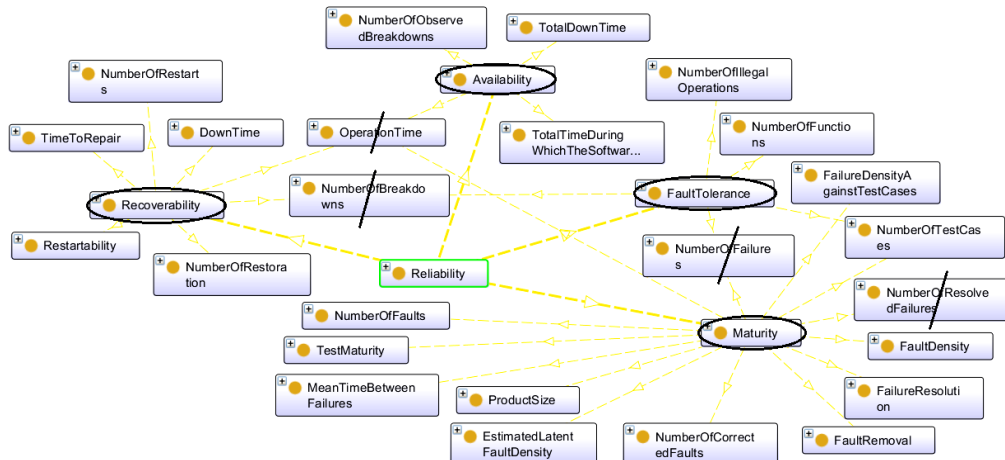 NumberOfObserve
dBreakdowns
TotalDownTime
NumberOfRestart
s
Availability
NumberOfIllegal
Operations
TimeToRepair
DownTime
OperationTime
TotalTimeDuring
WhichTheSoftwar...
NumberOfFunctio
ns
FailureDensityA
gainstTestCases
Recoverability
NumberOfBreakdo
wns
FaultTolerance
Restartability
NumberOfRestora
tion
Reliability
NumberOfFailure
s
NumberOfTestCas
es
NumberOfResolv
edFailures
NumberOfFaults
Maturity
FaultDensity
TestMaturity
MeanTimeBetween
Failures
ProductSize
FailureResoluti
on
EstimatedLatent
FaultDensity
NumberOfCorrect
edFaults
FaultRemoval